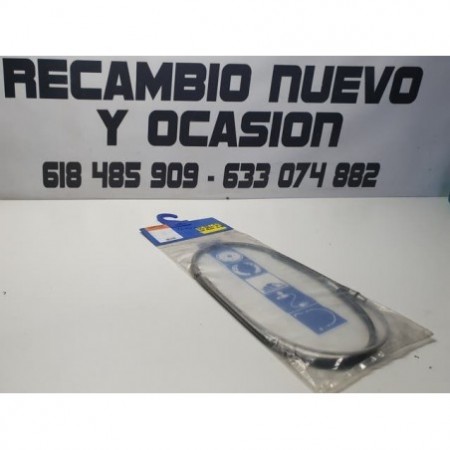 RECAMBIO NUEVO
Y OCASION
618 485 909 - 633 074 882